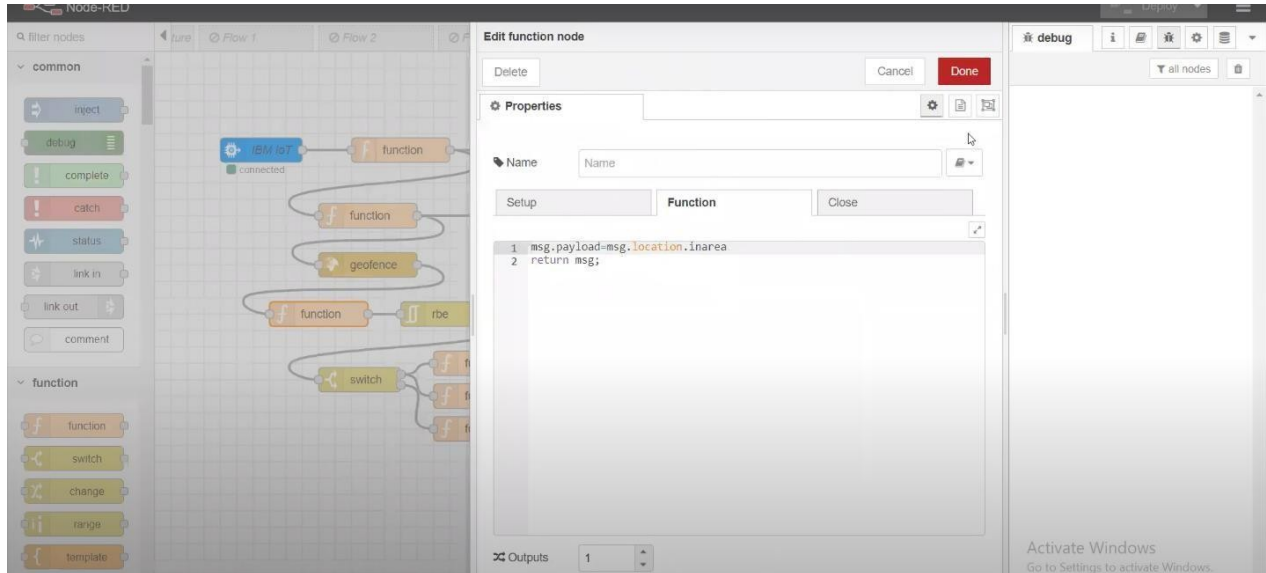 Node-RED
Deploy
filter nodes
ture
Flow 1
Flow 2
F
common
inject
debug
complete
catch
status
link in
link out
comment
function
function
switch
change
range
template
IBM IoT
connected
function
function
geofence
function
rbe
switch
Edit function node
Delete
Cancel
Done
Properties
Name
Name
Setup
Function
Close
1 msg.payload=msg.location.inarea
2 return msg;
Outputs
1
debug
i
all nodes
Activate Windows
Go to Settings to activate Windows.